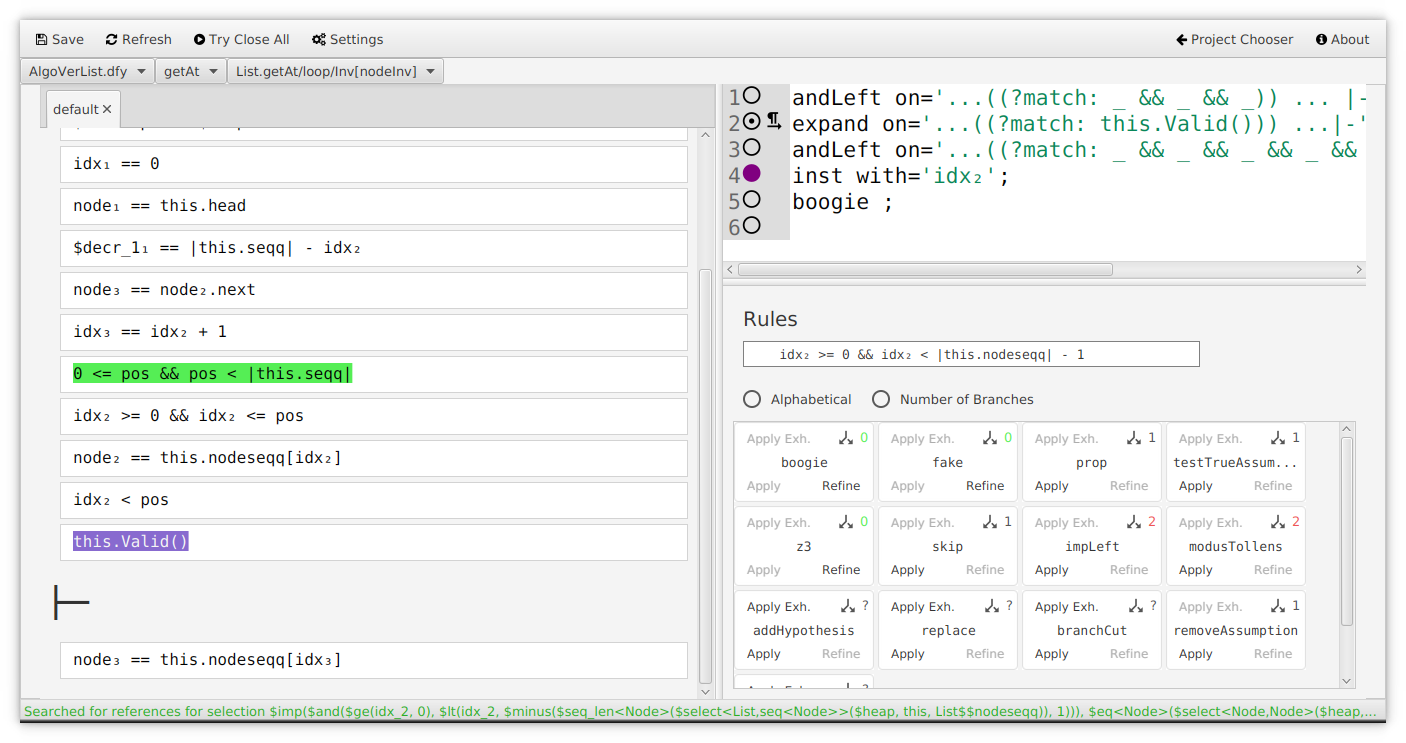 Save Refresh Try Close All Settings Project Chooser About
AlgoVerList.dfy getAt List.getAt/loop/Inv[nodeInv]
default
idx₁ == 0
node₁ == this.head
$decr_1₁ == |this.seqq| - idx₂
node₃ == node₂.next
idx₃ == idx₂ + 1
0 <= pos && pos < |this.seqq|
idx₂ >= 0 && idx₂ <= pos
node₂ == this.nodeseqq[idx₂]
idx₂ < pos
this.Valid()
node₃ == this.nodeseqq[idx₃]
1 andLeft on='...((?match: _ && _ && _)) ... |-
2 expand on='...((?match: this.Valid())) ...|-'
3 andLeft on='...((?match: _ && _ && _ && _ &&
4 inst with='idx₂';
5 boogie ;
6
Rules
idx₂ >= 0 && idx₂ < |this.nodeseqq| - 1
Alphabetical Number of Branches
Apply Exh. 0 Apply Exh. 0 Apply Exh. 1 Apply Exh. 1
boogie fake prop testTrueAssum...
Apply Refine Apply Refine Apply Refine Apply Refine
Apply Exh. 0 Apply Exh. 1 Apply Exh. 2 Apply Exh. 2
z3 skip impLeft modusTollens
Apply Refine Apply Refine Apply Refine Apply Refine
Apply Exh. ? Apply Exh. ? Apply Exh. ? Apply Exh. 1
addHypothesis replace branchCut removeAssumption
Apply Refine Apply Refine Apply Refine Apply Refine
Searched for references for selection $imp($and($ge(idx_2, 0), $lt(idx_2, $minus($seq_len<Node>($select<List,seq<Node>>($heap, this, List$$nodeseqq)), 1))), $eq<Node>($select<Node,Node>($heap,...